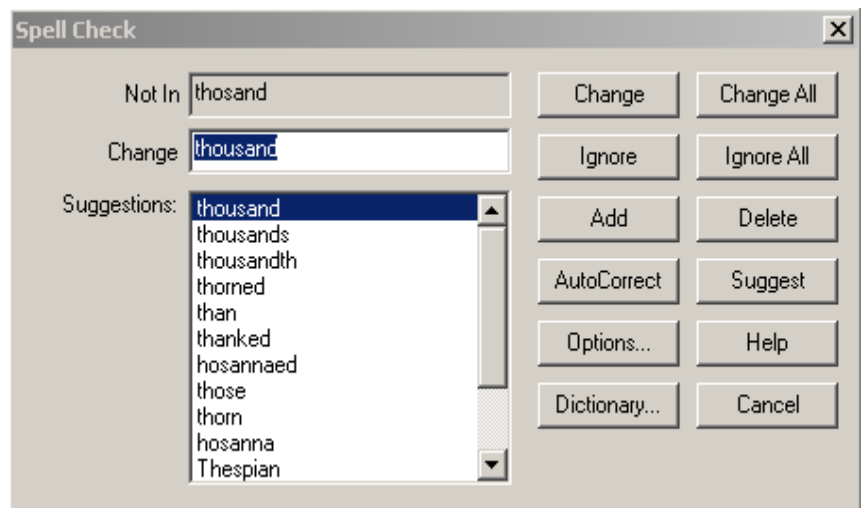 Spell Check
Not In thosand
Change thousand
Suggestions:
thousand
thousands
thousandth
thorned
than
thanked
hosannaed
those
thorn
hosanna
Thespian
Change Change All
Ignore Ignore All
Add Delete
AutoCorrect Suggest
Options... Help
Dictionary... Cancel